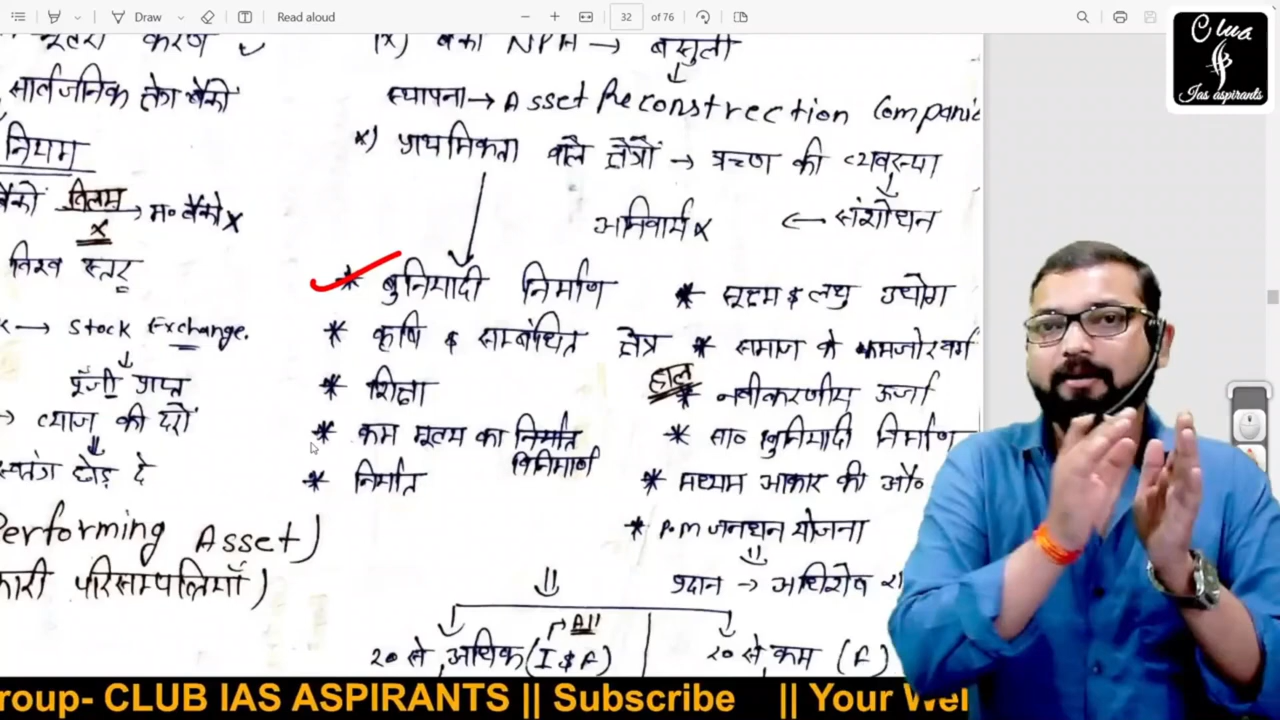 Draw
Read aloud
32 of 76
Club
Ias aspirants
(x) बैंको NPA → वसुली
सार्वजनिक क्षेत्र बैंको
स्थापना → Asset Reconstrection Companie
नियम
x) प्राथमिकता वाले क्षेत्रों → ऋण की व्यवस्था
बैंको विलय x → म० बैंको x
अनिवार्य x ← संशोधन
विश्व स्तर
* बुनियादी निर्माण * सूक्ष्म & लघु उद्योग
→ Stock Exchange.
* कृषि & सम्बंधित क्षेत्र * समाज के कमजोर वर्ग
पूँजी प्राप्त
* शिक्षा हाल * नवीकरणीय ऊर्जा
→ ब्याज की दरों
* कम मूल्य का निर्माण * सा० बुनियादी निर्माण
विनिमार्ण
छोड़ दे
* निर्यात * मध्यम आकार की औ०
* P.M जनधन योजना
Performing Asset)
कारी परिसम्पत्तियाँ)
प्रदान → अधिशेष रा
All
20 से अधिक (I & F) 20 से कम (F)
roup- CLUB IAS ASPIRANTS || Subscribe || Your Wel